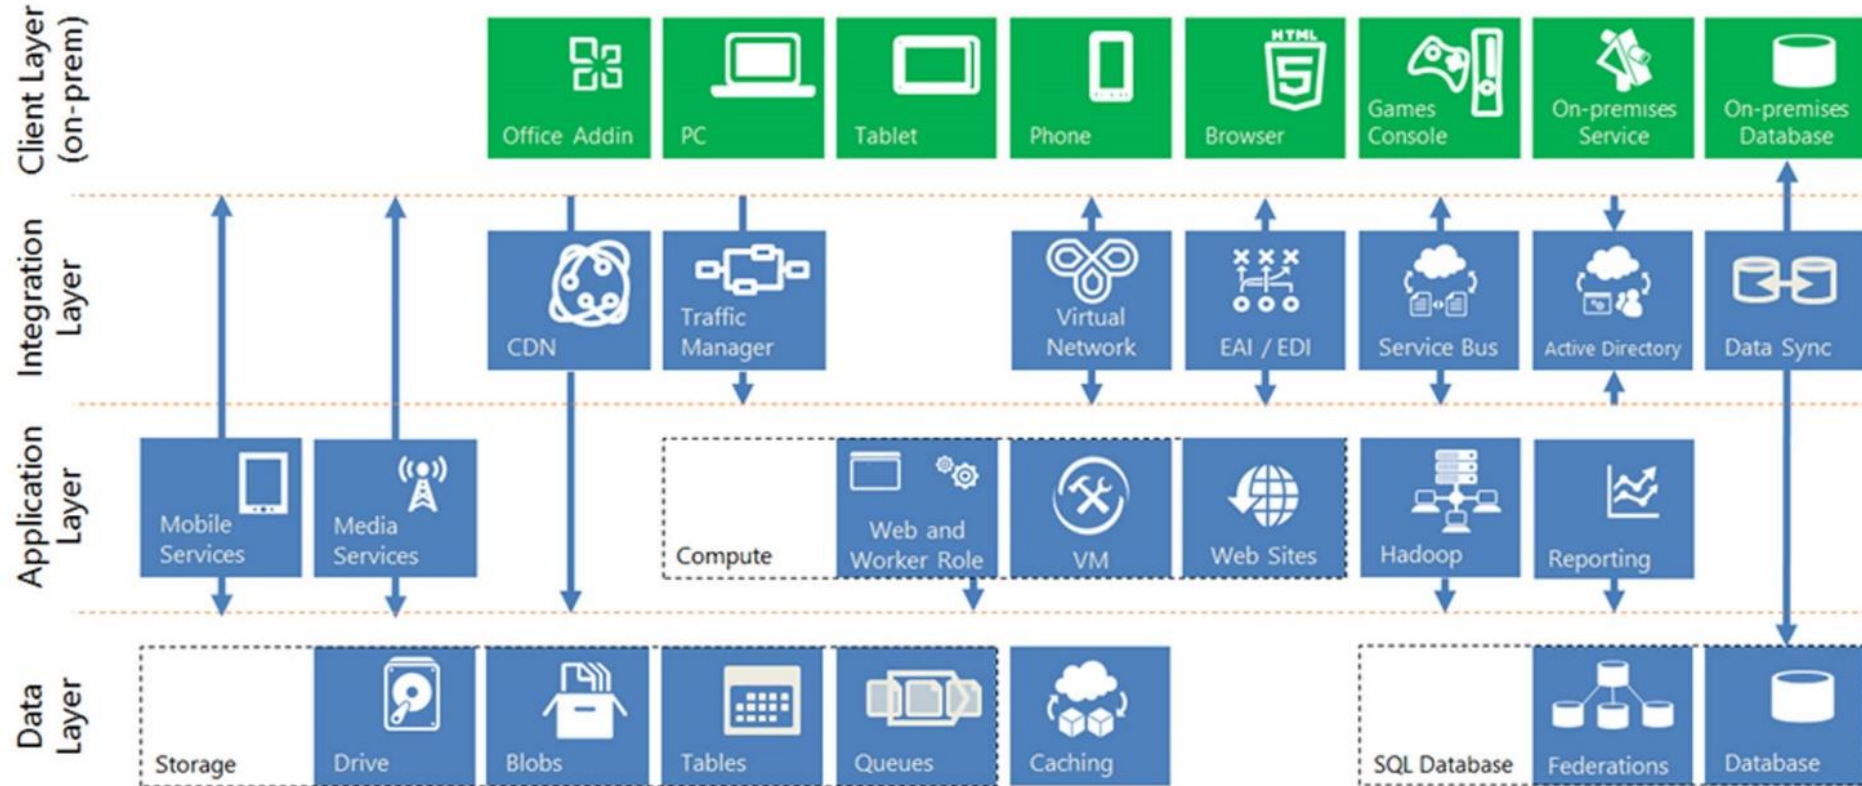 Client Layer
(on-prem)
Office Addin
PC
Tablet
Phone
HTML
5
Browser
Games
Console
On-premises
Service
On-premises
Database
Integration
Layer
CDN
Traffic
Manager
Virtual
Network
EAI / EDI
Service Bus
Active Directory
Data Sync
Application
Layer
Mobile
Services
Media
Services
Compute
Web and
Worker Role
VM
Web Sites
Hadoop
Reporting
Data
Layer
Storage
Drive
Blobs
Tables
Queues
Caching
SQL Database
Federations
Database